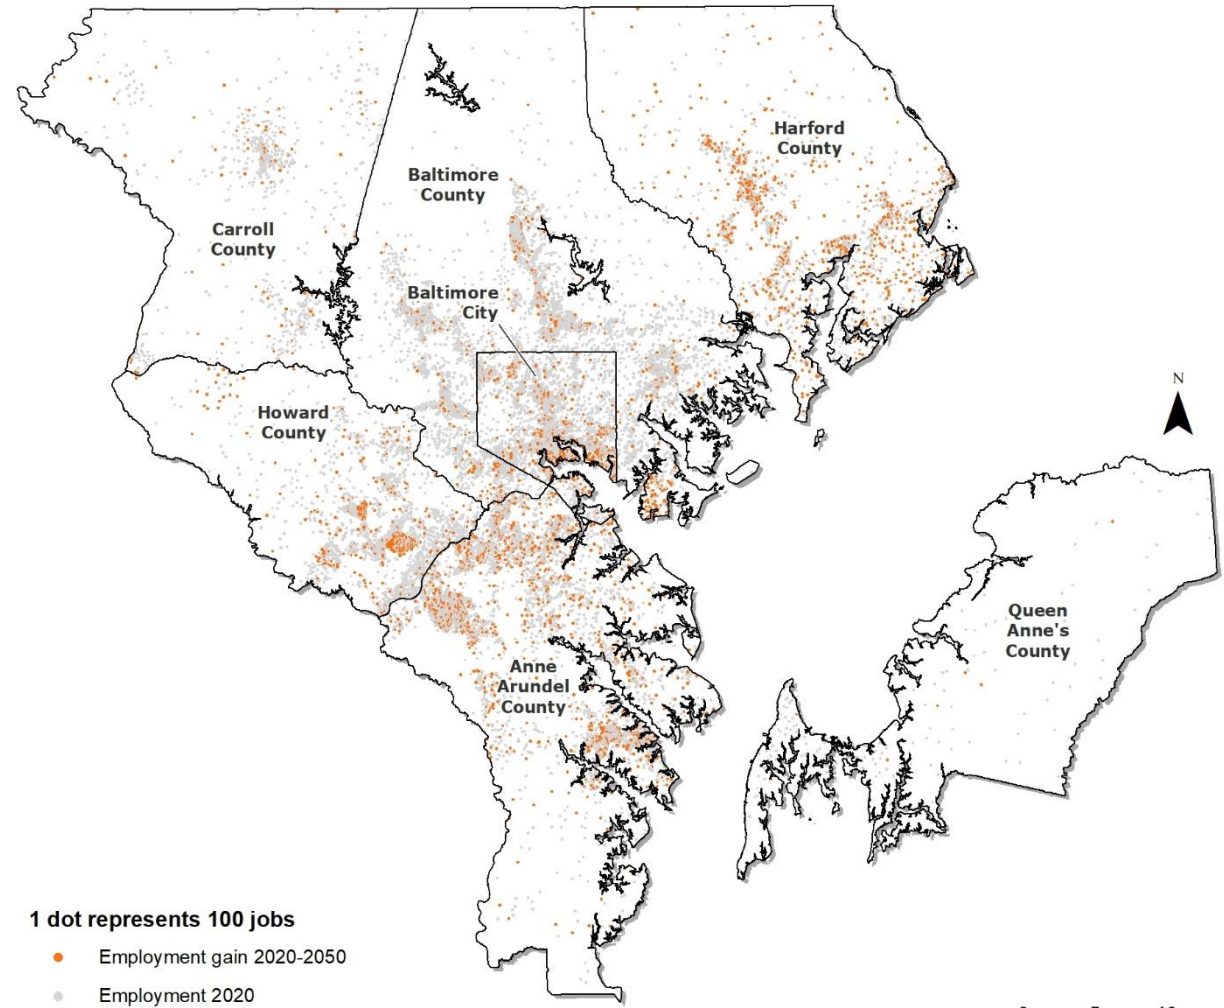 Harford
County
Baltimore
County
Carroll
County
Baltimore
City
N
Howard
County
Queen
Anne's
County
Anne
Arundel
County
1 dot represents 100 jobs
Employment gain 2020-2050
Employment 2020